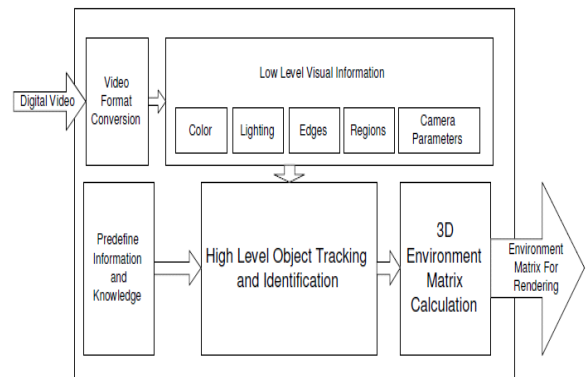 Digital Video
Video
Format
Conversion
Low Level Visual Information
Color
Lighting
Edges
Regions
Camera
Parameters
Predefine
Information
and
Knowledge
High Level Object Tracking
and Identification
3D
Environment
Matrix
Calculation
Environment
Matrix For
Rendering